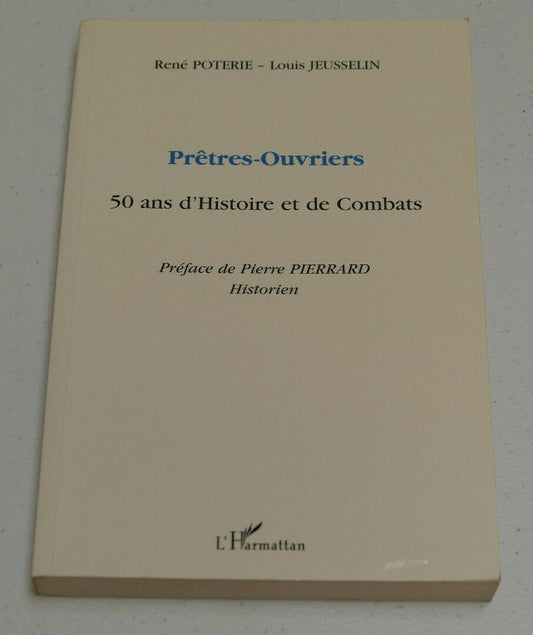 René POTERIE – Louis JEUSSELIN
Prêtres-Ouvriers
50 ans d'Histoire et de Combats
Préface de Pierre PIERRARD
Historien
L'Harmattan